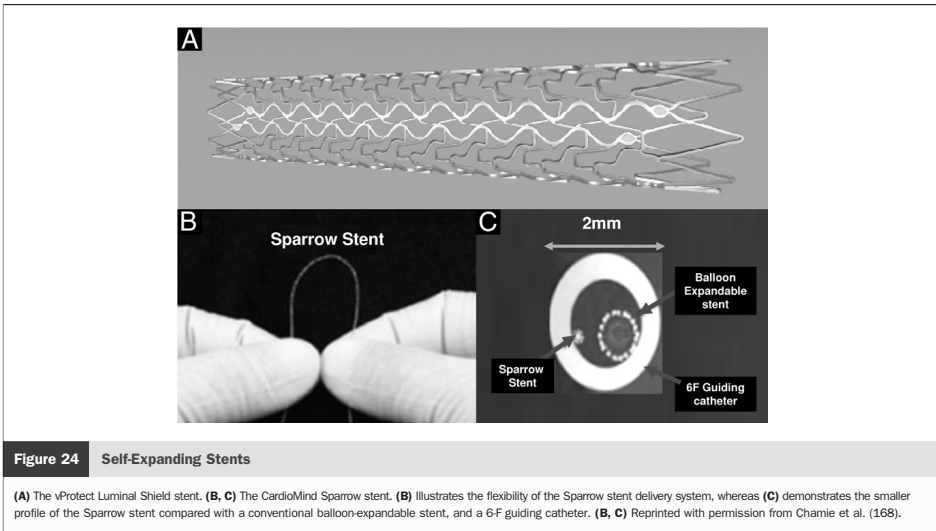 A
B
Sparrow Stent
C
2mm
Balloon
Expandable
stent
Sparrow
Stent
6F Guiding
catheter
Figure 24 Self-Expanding Stents
(A) The vProtect Luminal Shield stent. (B, C) The CardioMind Sparrow stent. (B) Illustrates the flexibility of the Sparrow stent delivery system, whereas (C) demonstrates the smaller
profile of the Sparrow stent compared with a conventional balloon-expandable stent, and a 6-F guiding catheter. (B, C) Reprinted with permission from Chamie et al. (168).